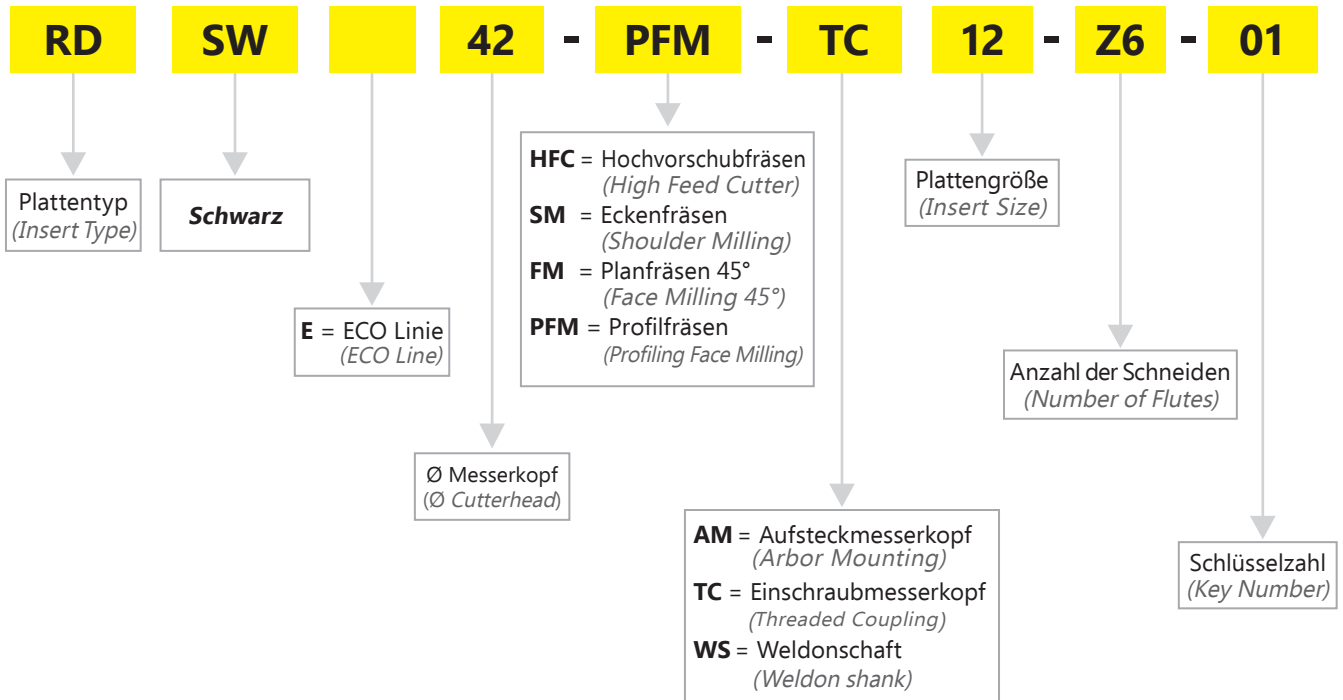 RD SW 42 - PFM - TC 12 - Z6 - 01
Plattentyp
(Insert Type)
Schwarz
E = ECO Linie
(ECO Line)
Ø Messerkopf
(Ø Cutterhead)
HFC = Hochvorschubfräsen
(High Feed Cutter)
SM = Eckenfräsen
(Shoulder Milling)
FM = Planfräsen 45°
(Face Milling 45°)
PFM = Profilfräsen
(Profiling Face Milling)
AM = Aufsteckmesserkopf
(Arbor Mounting)
TC = Einschraubmesserkopf
(Threaded Coupling)
WS = Weldonschaft
(Weldon shank)
Plattengröße
(Insert Size)
Anzahl der Schneiden
(Number of Flutes)
Schlüsselzahl
(Key Number)